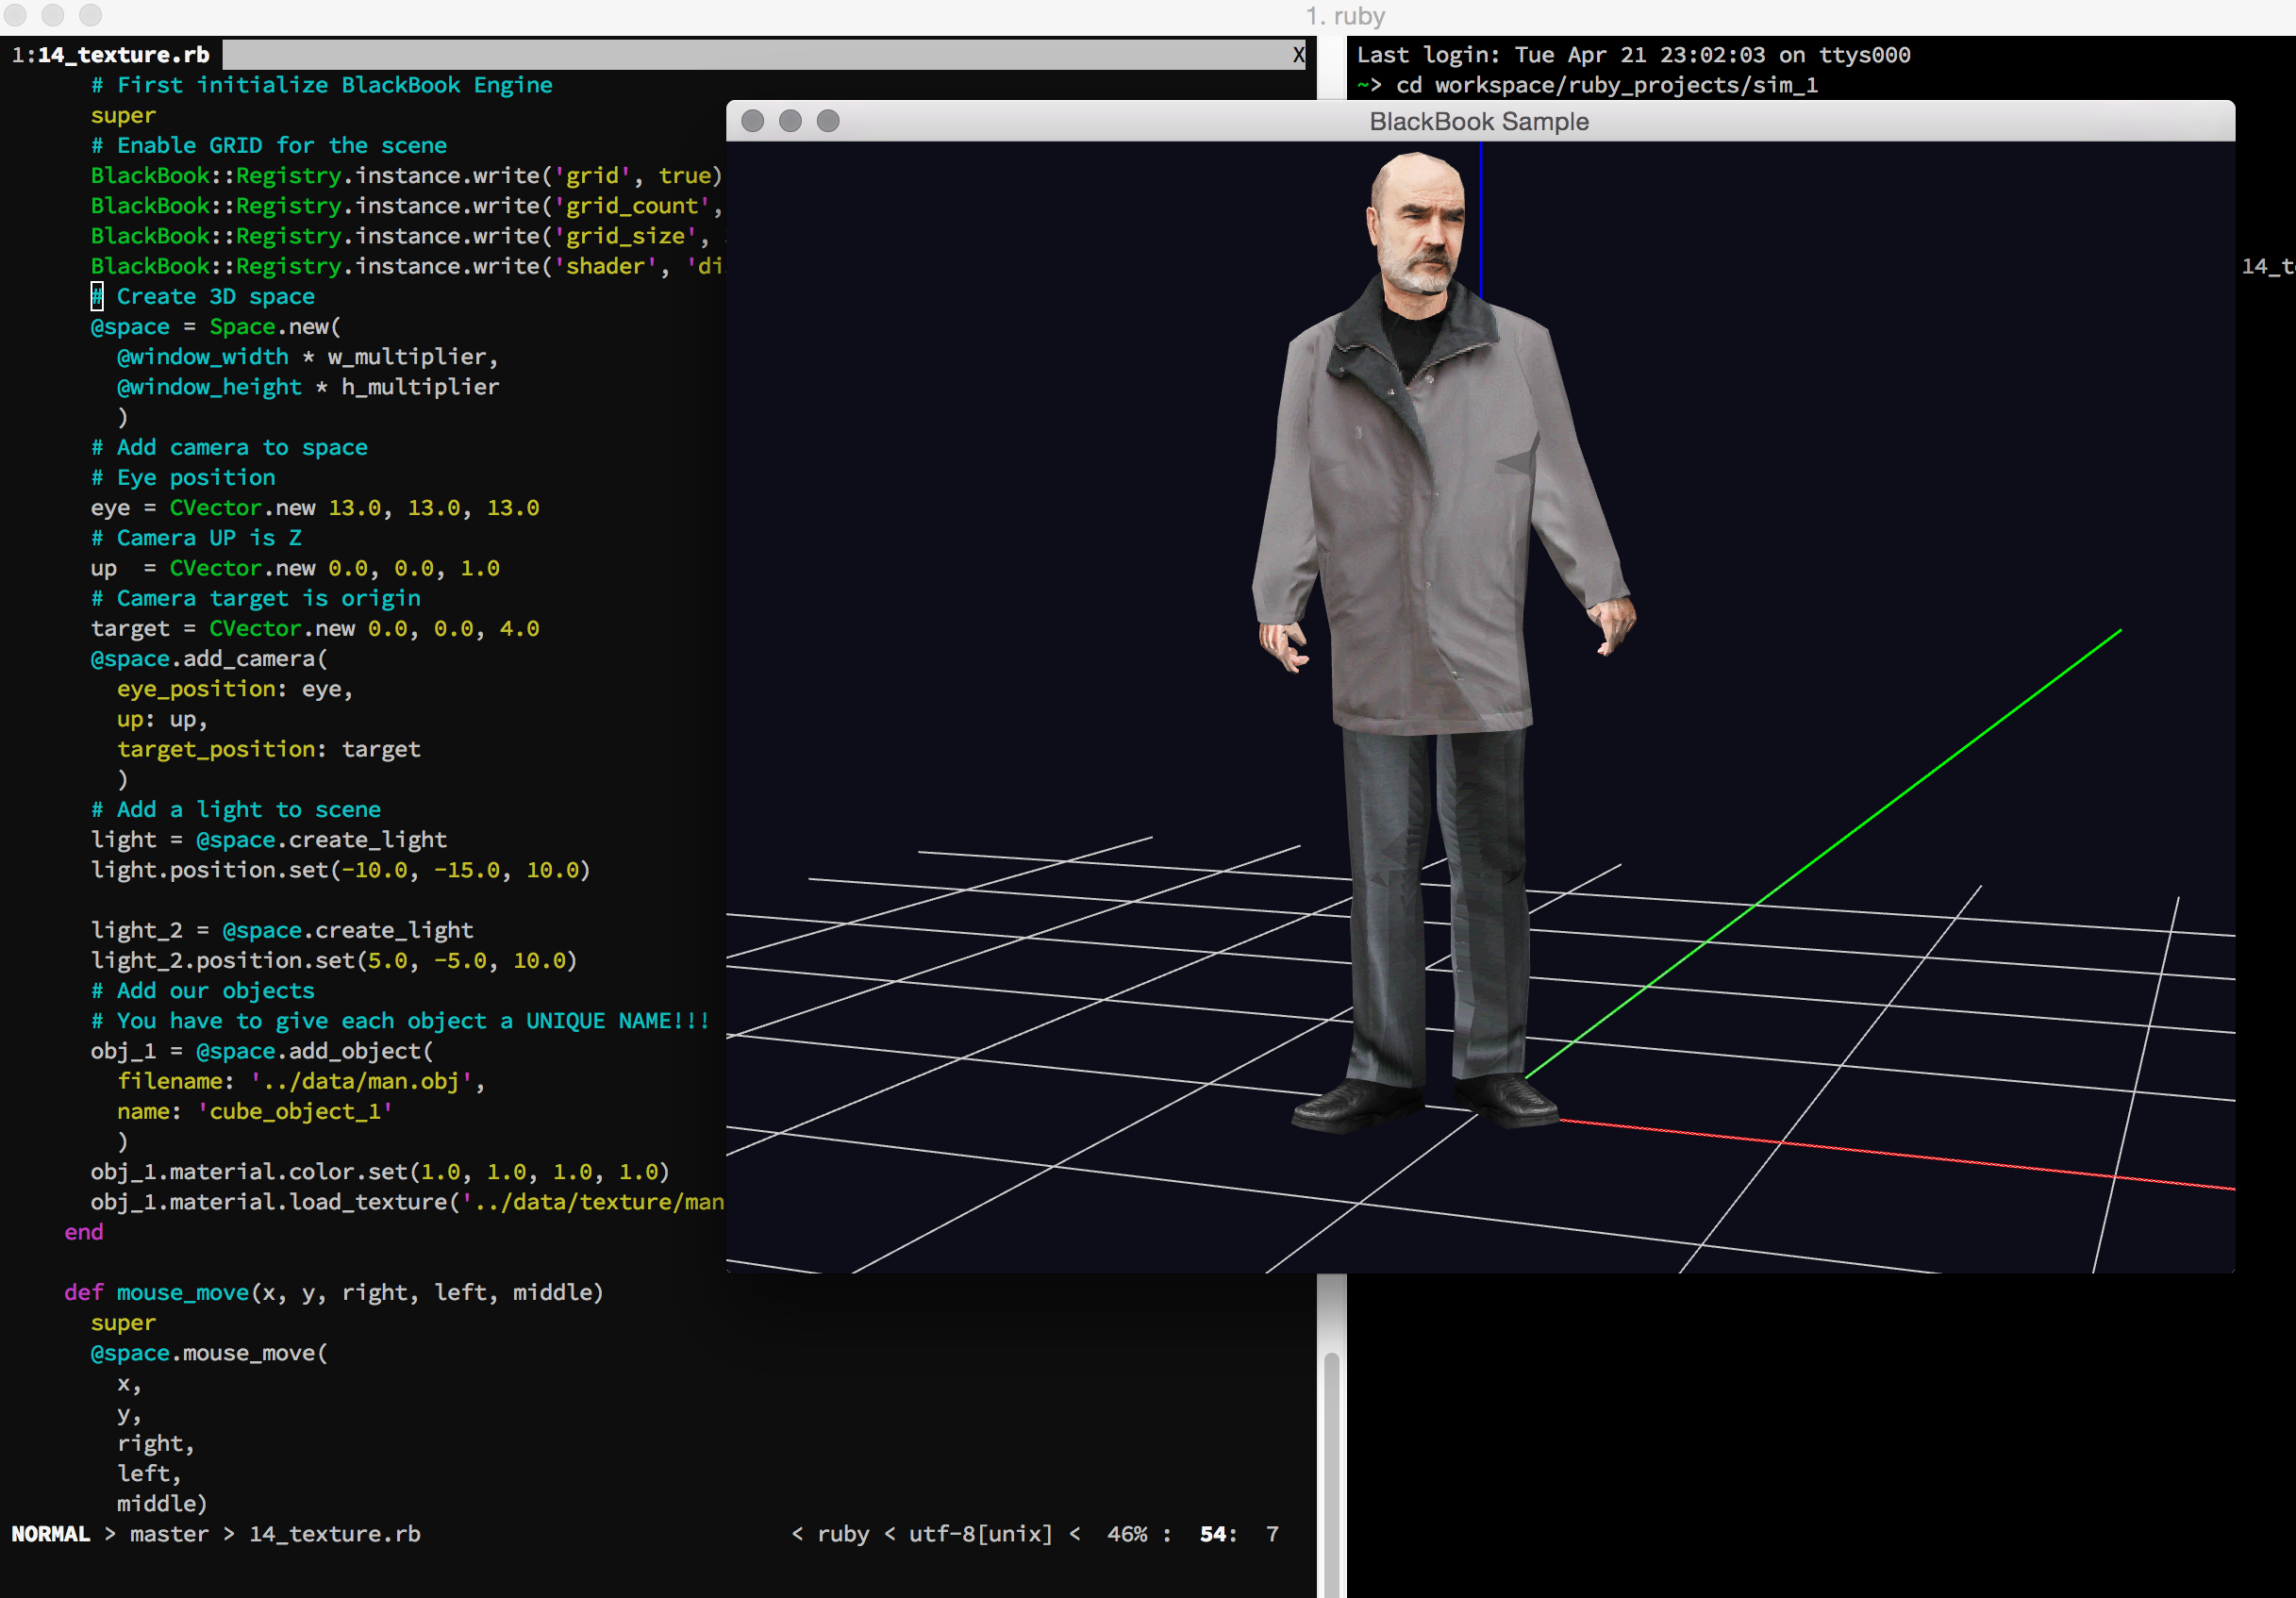 1. ruby
1:14_texture.rb X
# First initialize BlackBook Engine
super
# Enable GRID for the scene
BlackBook::Registry.instance.write('grid', true)
BlackBook::Registry.instance.write('grid_count',
BlackBook::Registry.instance.write('grid_size',
BlackBook::Registry.instance.write('shader', 'di
# Create 3D space
@space = Space.new(
@window_width * w_multiplier,
@window_height * h_multiplier
)
# Add camera to space
# Eye position
eye = CVector.new 13.0, 13.0, 13.0
# Camera UP is Z
up  = CVector.new 0.0, 0.0, 1.0
# Camera target is origin
target = CVector.new 0.0, 0.0, 4.0
@space.add_camera(
eye_position: eye,
up: up,
target_position: target
)
# Add a light to scene
light = @space.create_light
light.position.set(-10.0, -15.0, 10.0)
light_2 = @space.create_light
light_2.position.set(5.0, -5.0, 10.0)
# Add our objects
# You have to give each object a UNIQUE NAME!!!
obj_1 = @space.add_object(
filename: '../data/man.obj',
name: 'cube_object_1'
)
obj_1.material.color.set(1.0, 1.0, 1.0, 1.0)
obj_1.material.load_texture('../data/texture/man
end
def mouse_move(x, y, right, left, middle)
super
@space.mouse_move(
x,
y,
right,
left,
middle)
NORMAL > master > 14_texture.rb < ruby < utf-8[unix] < 46% : 54: 7
Last login: Tue Apr 21 23:02:03 on ttys000
~> cd workspace/ruby_projects/sim_1
BlackBook Sample
14_t